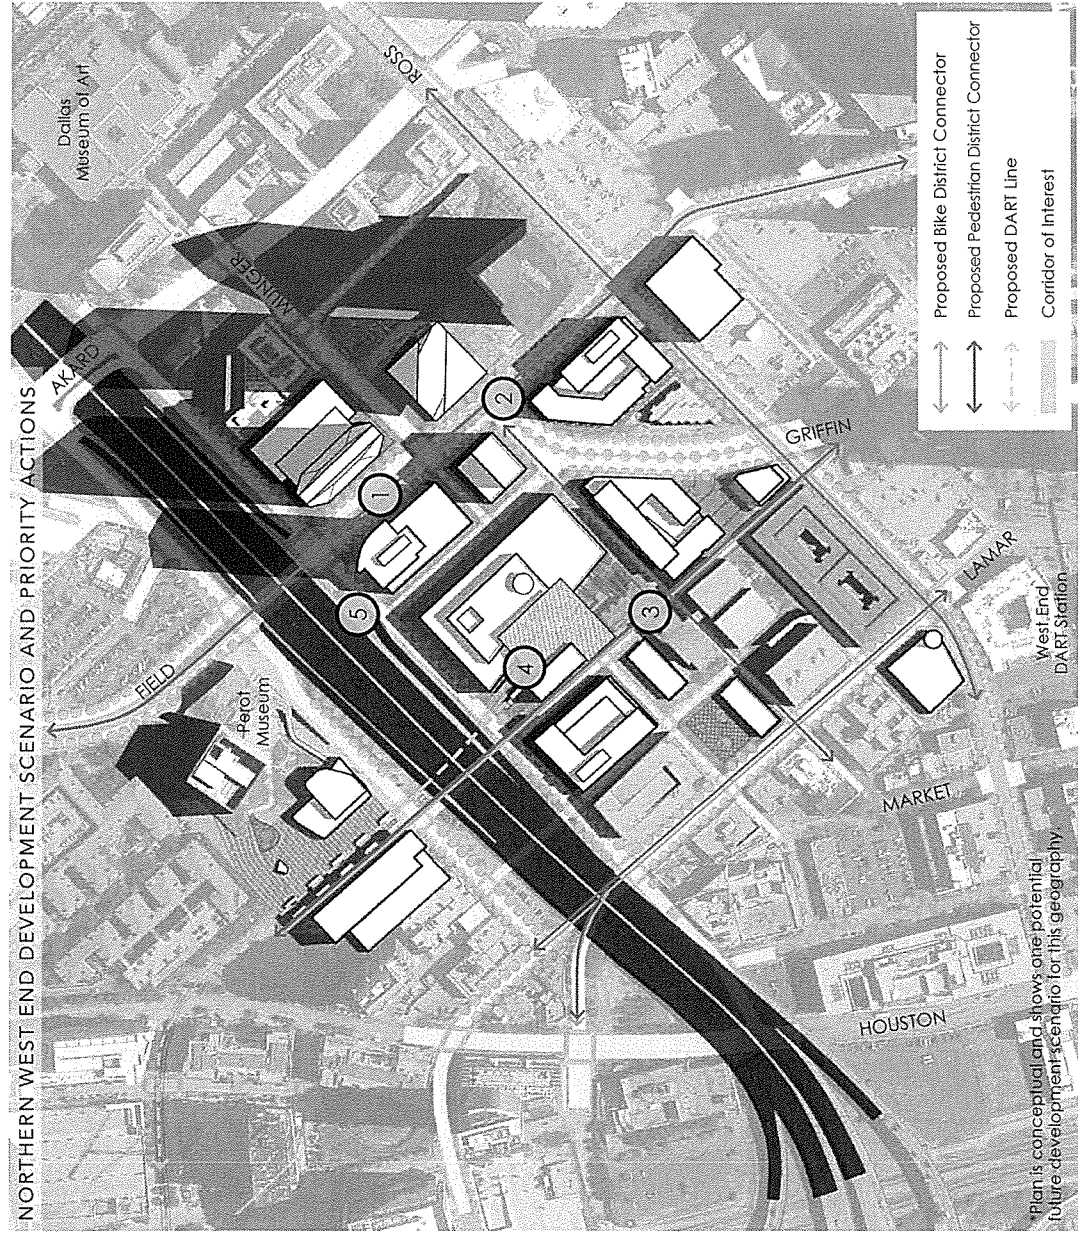 NORTHERN WEST END DEVELOPMENT SCENARIO AND PRIORITY ACTIONS
Dallas
Museum of Art
ROSS
MUNGER
AKARD
FIELD
Perot
Museum
1
2
3
4
5
GRIFFIN
LAMAR
West End
DART Station
MARKET
HOUSTON
Proposed Bike District Connector
Proposed Pedestrian District Connector
Proposed DART Line
Corridor of Interest
*Plan is conceptual and shows one potential
future development scenario for this geography